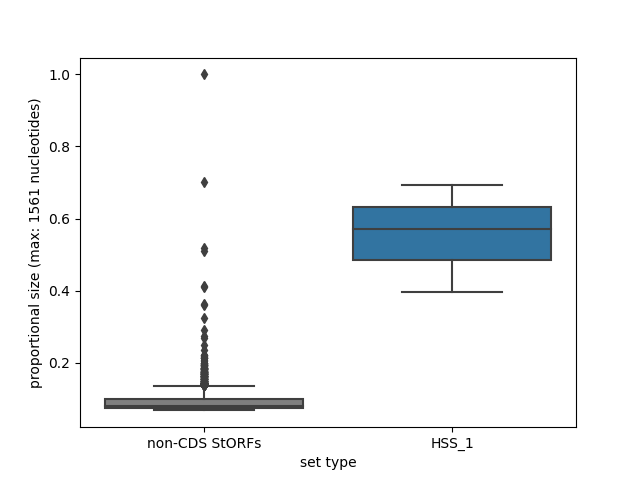 proportional size (max: 1561 nucleotides)
1.0
0.8
0.6
0.4
0.2
non-CDS StORFs
HSS_1
set type